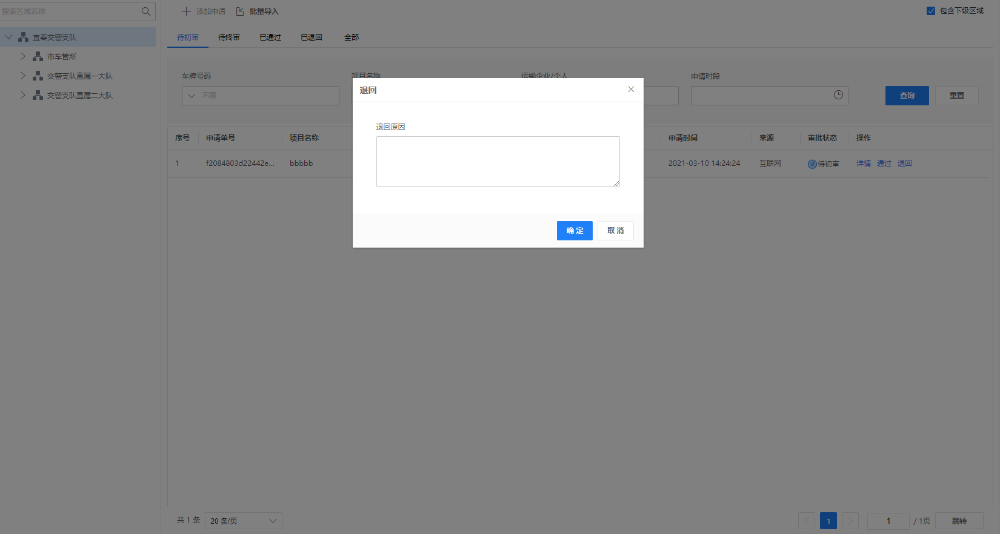 搜索区域名称
宜春交警支队
市车管所
交警支队直属一大队
交警支队直属二大队
添加申请 批量导入 包含下级区域
待初审 待终审 已通过 已退回 全部
车牌号码 项目名称 运输企业/个人 申请时段
不限 查询 重置
序号 申请单号 项目名称 申请时间 来源 审批状态 操作
1 f2084803d22442e... bbbbb 2021-03-10 14:24:24 互联网 待初审 详情 通过 退回
退回
退回原因
确 定 取 消
共 1 条 20 条/页 1 1 / 1页 跳转